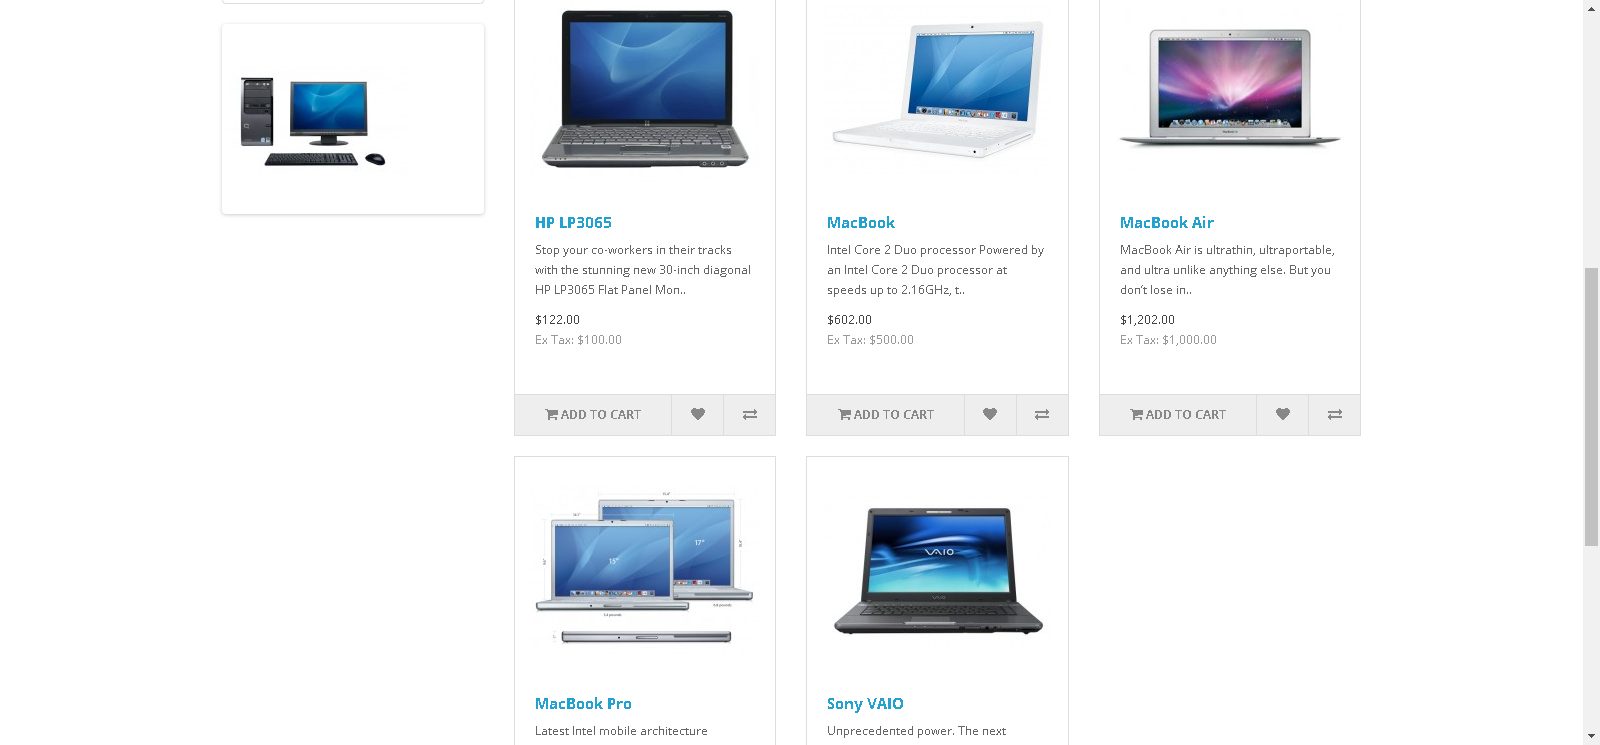 HP LP3065
Stop your co-workers in their tracks
with the stunning new 30-inch diagonal
HP LP3065 Flat Panel Mon..
$122.00
Ex Tax: $100.00
ADD TO CART
MacBook
Intel Core 2 Duo processor Powered by
an Intel Core 2 Duo processor at
speeds up to 2.16GHz, t..
$602.00
Ex Tax: $500.00
ADD TO CART
MacBook Air
MacBook Air is ultrathin, ultraportable,
and ultra unlike anything else. But you
don’t lose in..
$1,202.00
Ex Tax: $1,000.00
ADD TO CART
15"
17"
MacBook Pro
Latest Intel mobile architecture
VAIO
Sony VAIO
Unprecedented power. The next